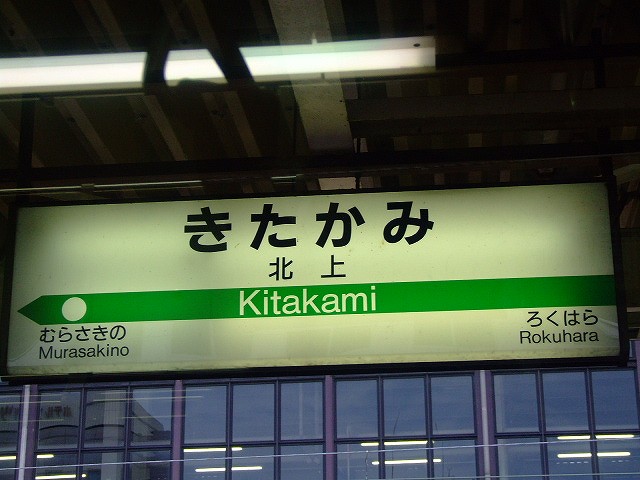 きたかみ
北上
Kitakami
むらさきの
Murasakino
ろくはら
Rokuhara